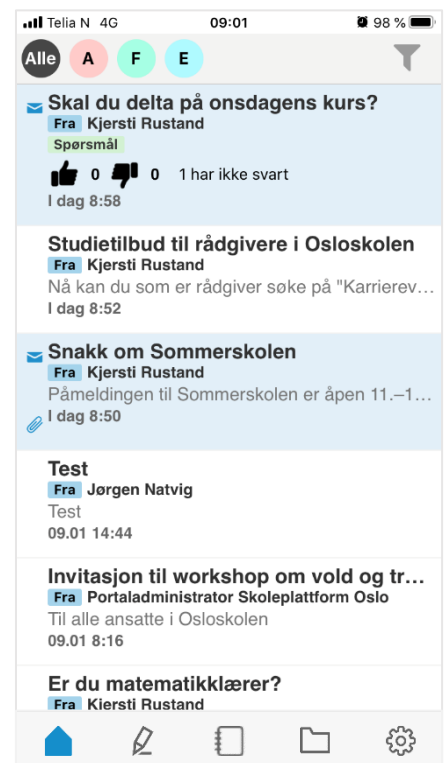 Telia N 4G 09:01 98 %
Alle A F E
Skal du delta på onsdagens kurs?
Fra Kjersti Rustand
Spørsmål
0 0 1 har ikke svart
I dag 8:58
Studietilbud til rådgivere i Osloskolen
Fra Kjersti Rustand
Nå kan du som er rådgiver søke på "Karrierev...
I dag 8:52
Snakk om Sommerskolen
Fra Kjersti Rustand
Påmeldingen til Sommerskolen er åpen 11.–1...
I dag 8:50
Test
Fra Jørgen Natvig
Test
09.01 14:44
Invitasjon til workshop om vold og tr...
Fra Portaladministrator Skoleplattform Oslo
Til alle ansatte i Osloskolen
09.01 8:16
Er du matematikklærer?
Fra Kjersti Rustand